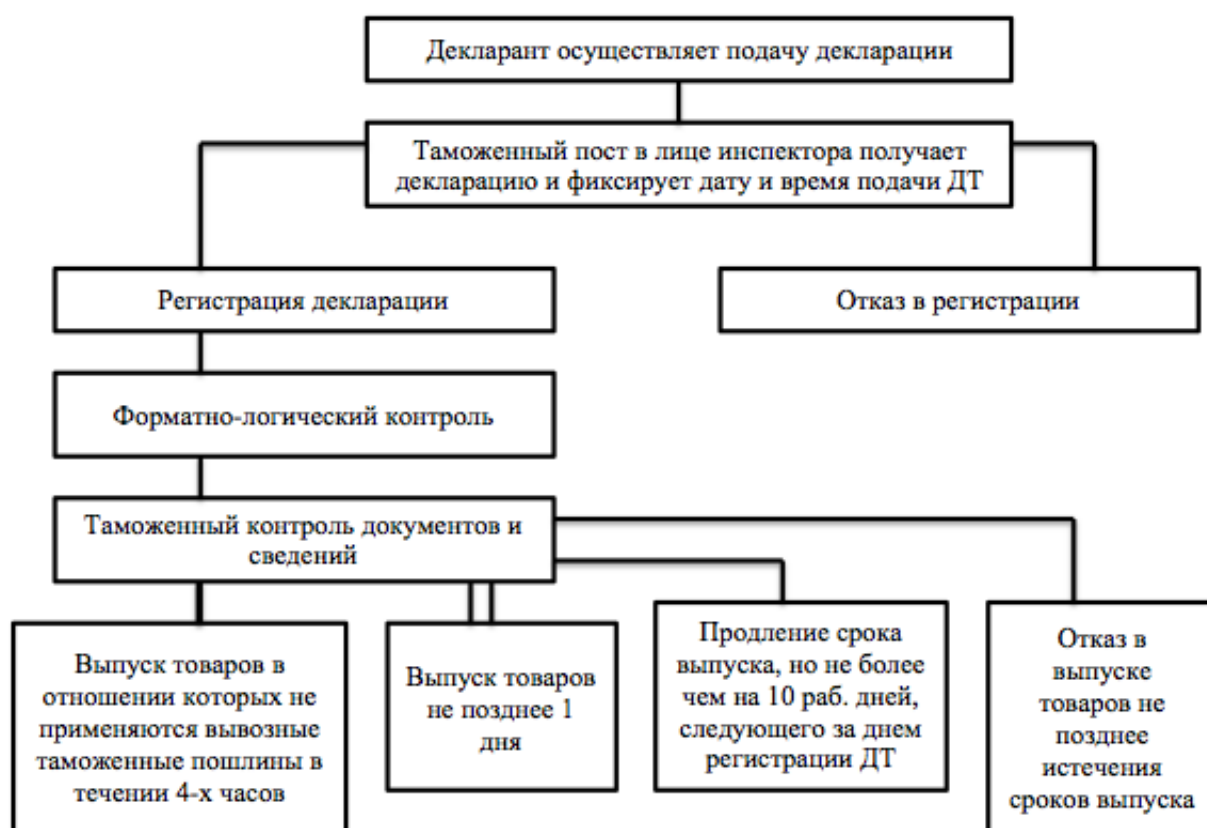 Декларант осуществляет подачу декларации
Таможенный пост в лице инспектора получает
декларацию и фиксирует дату и время подачи ДТ
Регистрация декларации
Отказ в регистрации
Форматно-логический контроль
Таможенный контроль документов и
сведений
Выпуск товаров в
отношении которых не
применяются вывозные
таможенные пошлины в
течении 4-х часов
Выпуск товаров
не позднее 1
дня
Продление срока
выпуска, но не более
чем на 10 раб. дней,
следующего за днем
регистрации ДТ
Отказ в
выпуске
товаров не
позднее
истечения
сроков выпуска